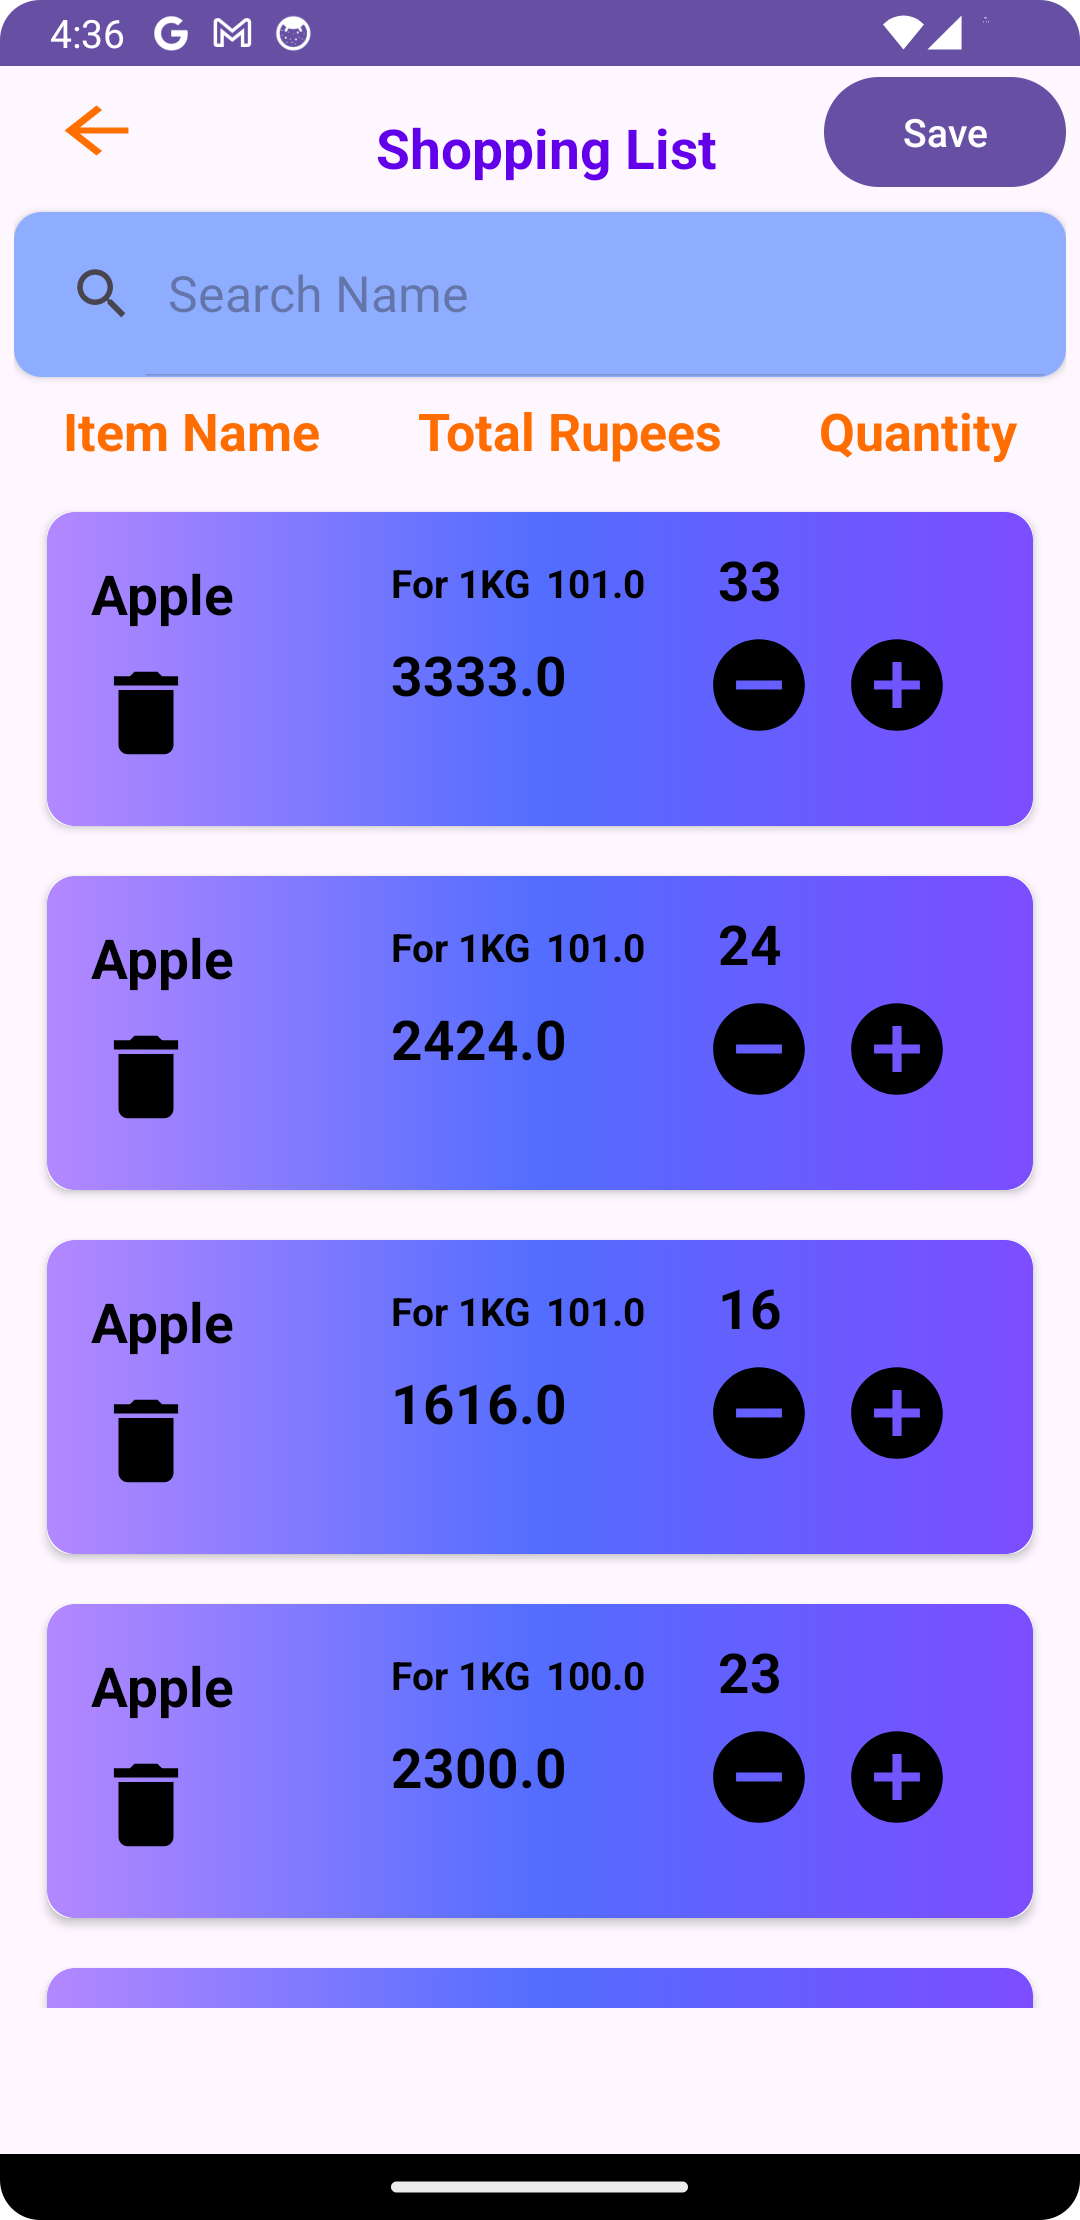 4:36
Shopping List
Save
Search Name
Item Name Total Rupees Quantity
Apple For 1KG 101.0 33
3333.0
Apple For 1KG 101.0 24
2424.0
Apple For 1KG 101.0 16
1616.0
Apple For 1KG 100.0 23
2300.0